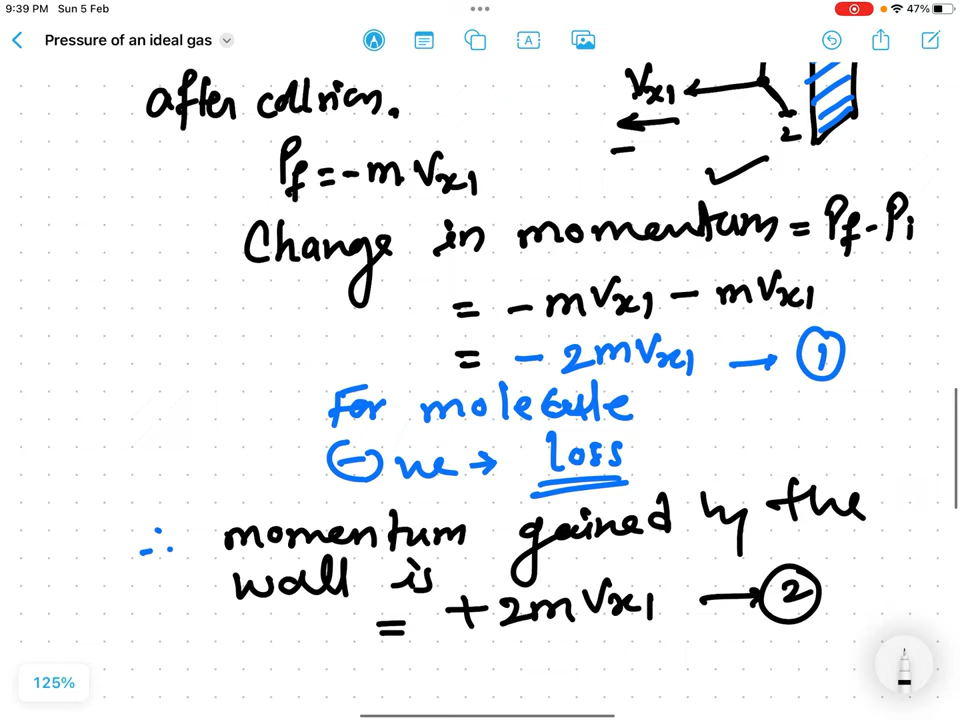 9:39 PM Sun 5 Feb
47%
Pressure of an ideal gas
after collision.
Vx1
2
Pf = - m Vx1
Change in momentum = Pf - Pi
= - mVx1 - mVx1
= - 2mVx1 → ①
For molecule
⊖ve → loss
∴ momentum gained by the
wall is
= + 2mVx1 → ②
125%